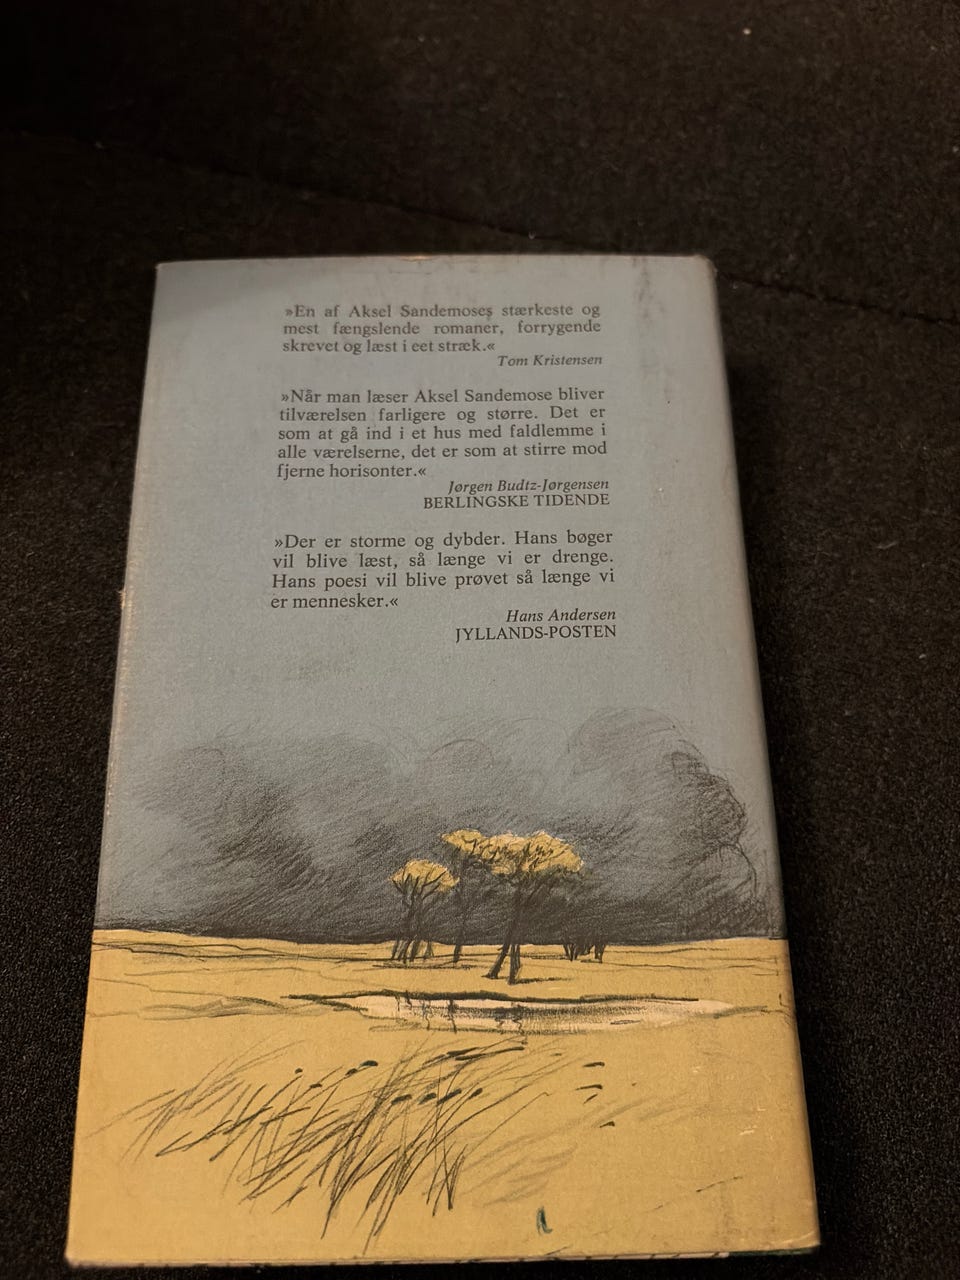 »En af Aksel Sandemoses stærkeste og
mest fængslende romaner, forrygende
skrevet og læst i eet stræk.«
Tom Kristensen
»Når man læser Aksel Sandemose bliver
tilværelsen farligere og større. Det er
som at gå ind i et hus med faldlemme i
alle værelserne, det er som at stirre mod
fjerne horisonter.«
Jørgen Budtz-Jørgensen
BERLINGSKE TIDENDE
»Der er storme og dybder. Hans bøger
vil blive læst, så længe vi er drenge.
Hans poesi vil blive prøvet så længe vi
er mennesker.«
Hans Andersen
JYLLANDS-POSTEN